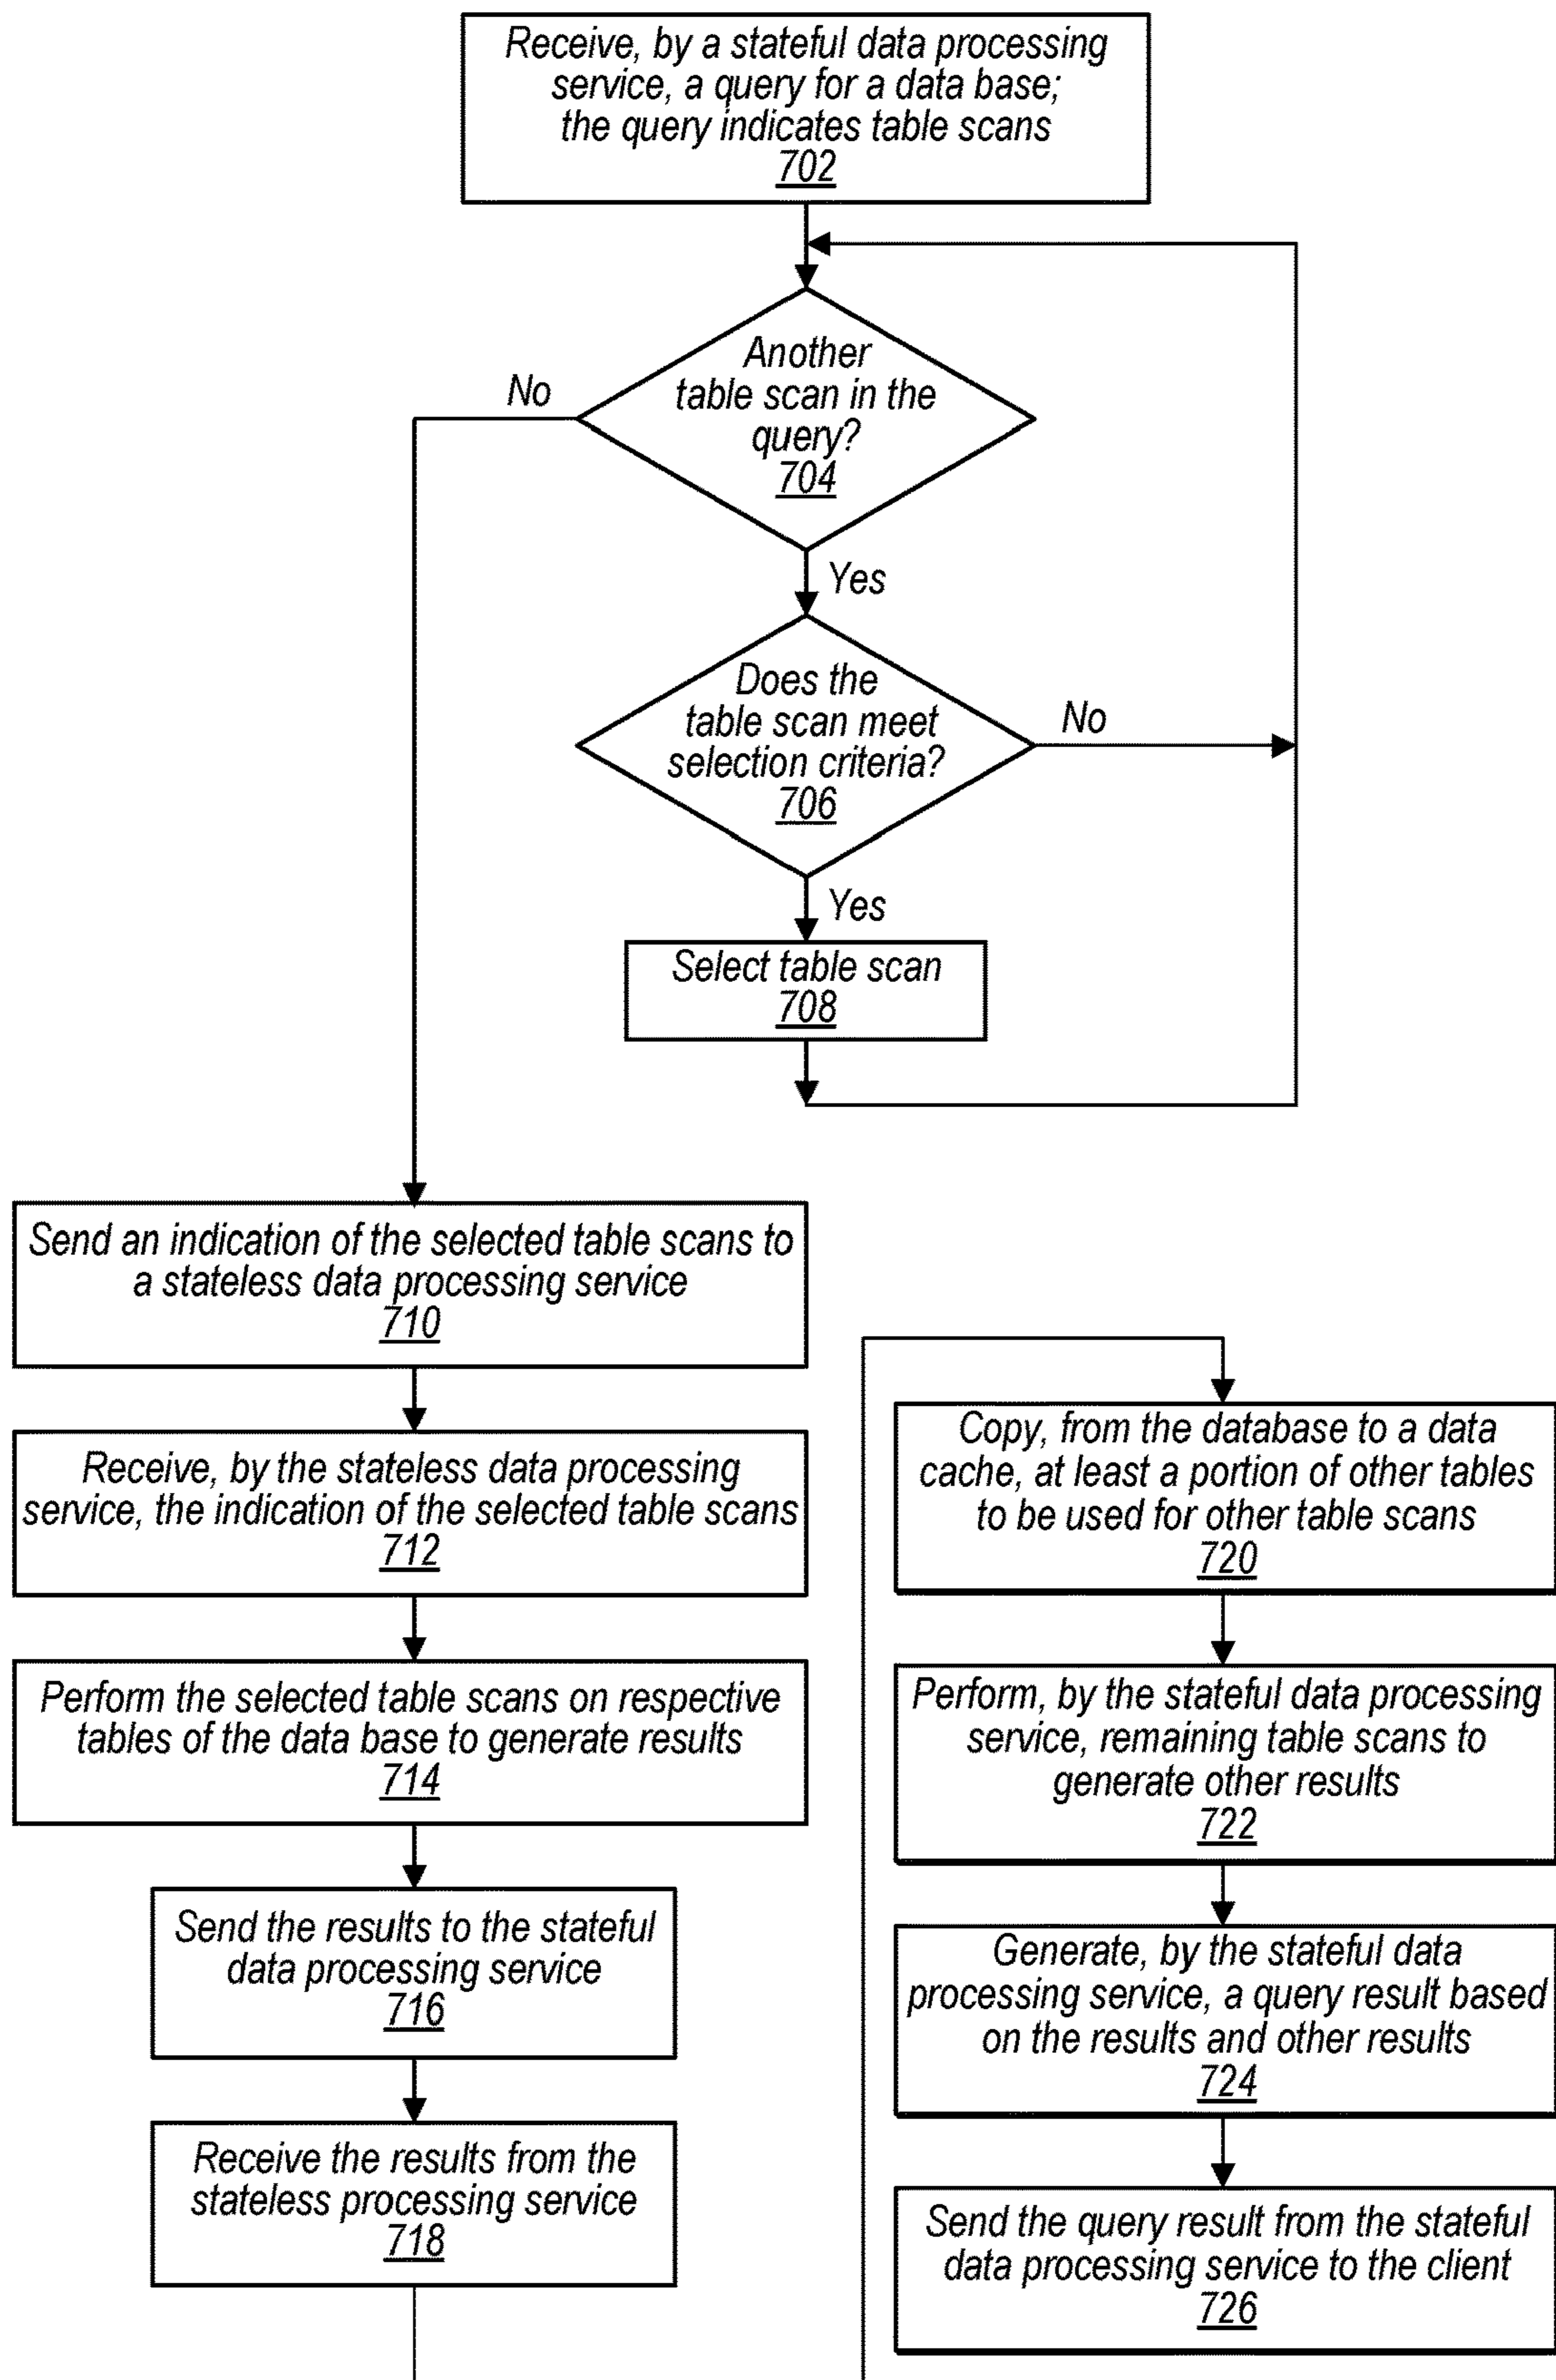 Receive, by a stateful data processing
service, a query for a data base;
the query indicates table scans
702
Another
table scan in the
query?
704
No
Yes
Does the
table scan meet
selection criteria?
706
No
Yes
Select table scan
708
Send an indication of the selected table scans to
a stateless data processing service
710
Receive, by the stateless data processing
service, the indication of the selected table scans
712
Perform the selected table scans on respective
tables of the data base to generate results
714
Send the results to the stateful
data processing service
716
Receive the results from the
stateless processing service
718
Copy, from the database to a data
cache, at least a portion of other tables
to be used for other table scans
720
Perform, by the stateful data processing
service, remaining table scans to
generate other results
722
Generate, by the stateful data
processing service, a query result based
on the results and other results
724
Send the query result from the stateful
data processing service to the client
726